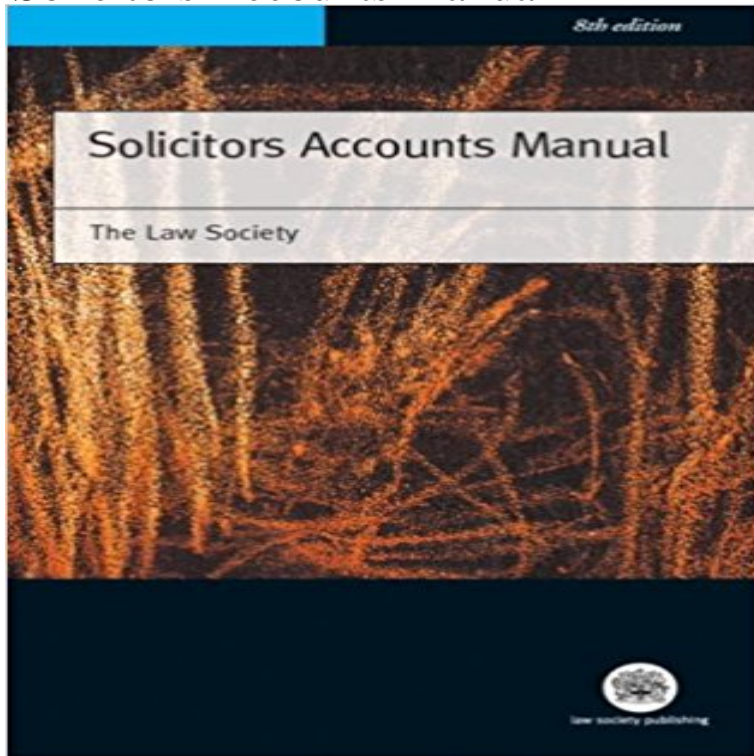 8th edition
Solicitors Accounts Manual
The Law Society
law society publishing